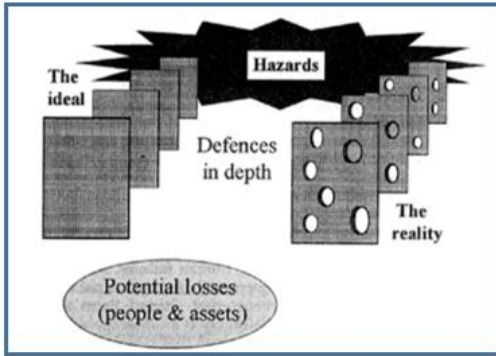 Hazards
The
ideal
Defences
in depth
The
reality
Potential losses
(people & assets)